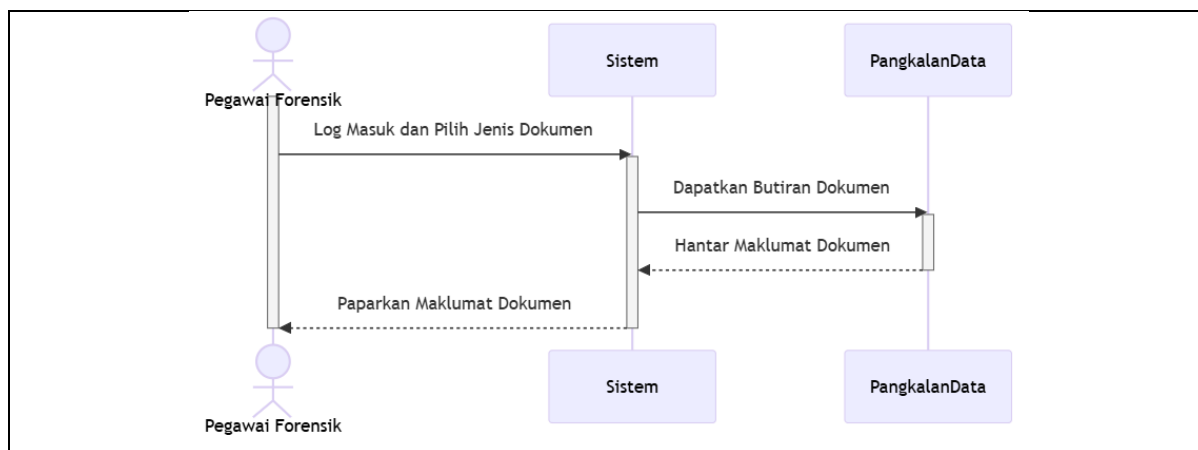 Sistem
PangkalanData
Pegawai Forensik
Log Masuk dan Pilih Jenis Dokumen
Dapatkan Butiran Dokumen
Hantar Maklumat Dokumen
Paparkan Maklumat Dokumen
Sistem
PangkalanData
Pegawai Forensik